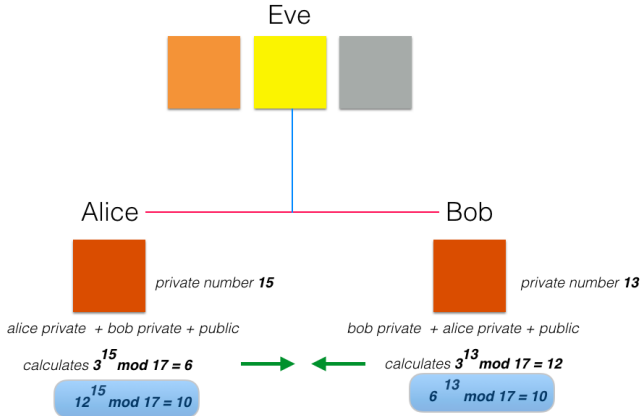 Eve
Alice
Bob
private number 15
private number 13
alice private + bob private + public
bob private + alice private + public
calculates 3^15 mod 17 = 6
calculates 3^13 mod 17 = 12
12^15 mod 17 = 10
6^13 mod 17 = 10